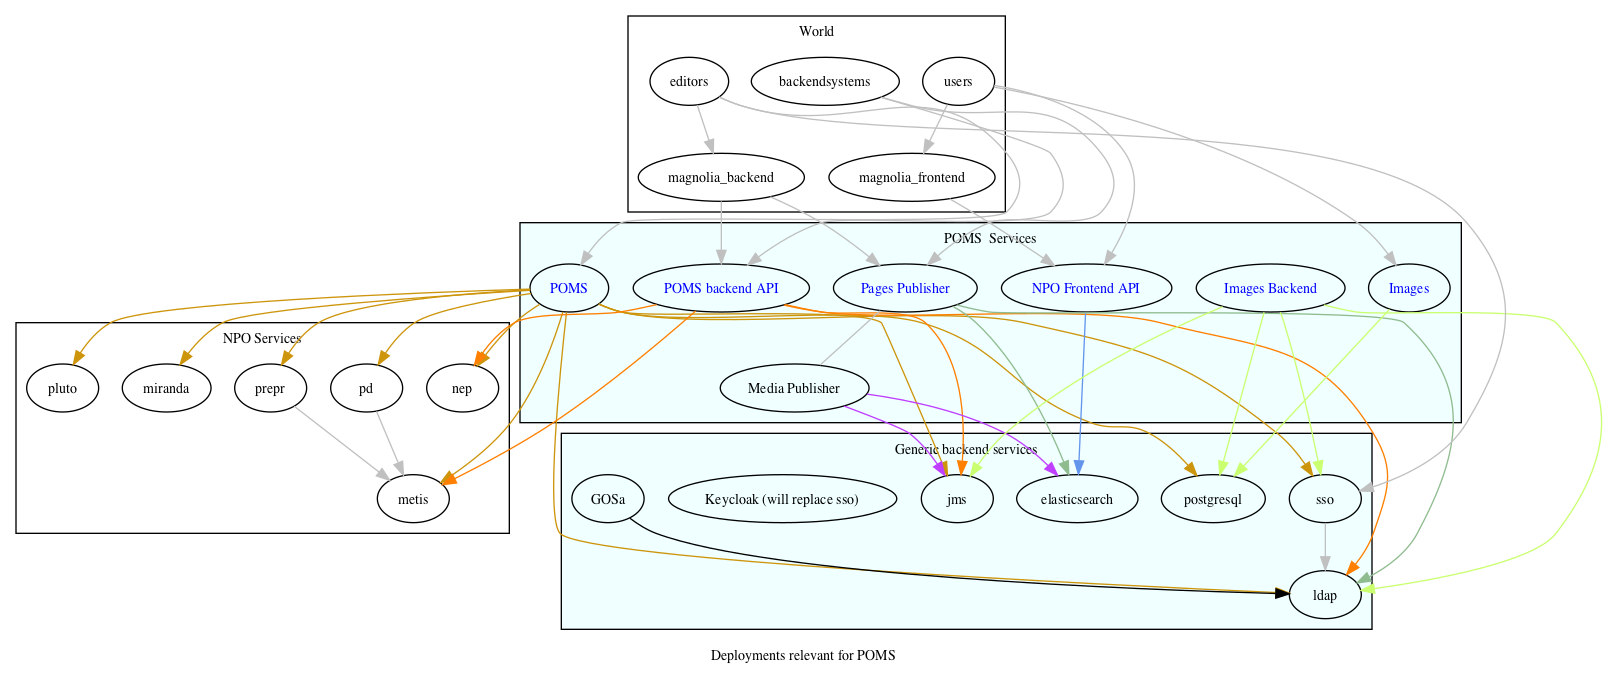 World
editors
backendsystems
users
magnolia_backend
magnolia_frontend
POMS  Services
POMS
POMS backend API
Pages Publisher
NPO Frontend API
Images Backend
Images
NPO Services
pluto
miranda
prepr
pd
nep
Media Publisher
Generic backend services
metis
GOSa
Keycloak (will replace sso)
jms
elasticsearch
postgresql
sso
ldap
Deployments relevant for POMS